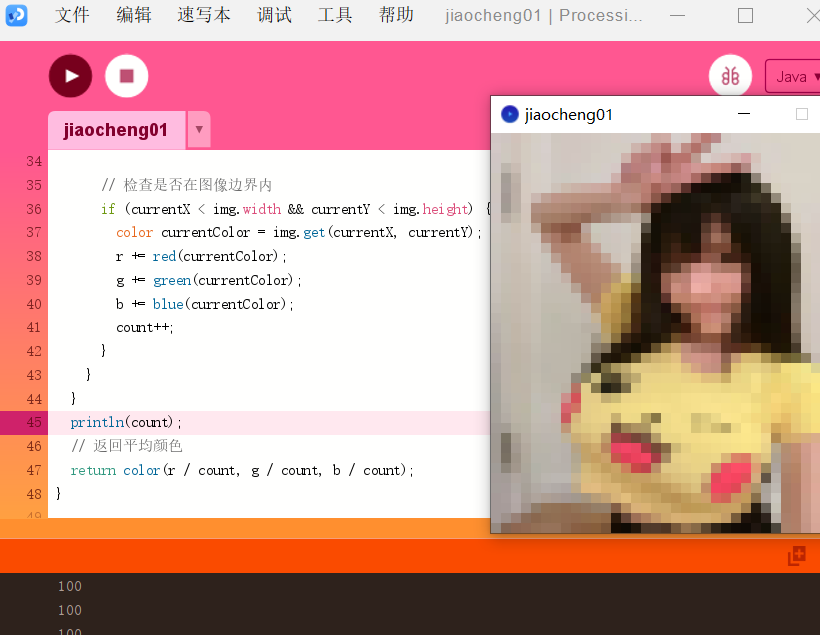 文件 编辑 速写本 调试 工具 帮助 jiaocheng01 | Processi...
Java
jiaocheng01
jiaocheng01
34
35 // 检查是否在图像边界内
36 if (currentX < img.width && currentY < img.height) {
37 color currentColor = img.get(currentX, currentY);
38 r += red(currentColor);
39 g += green(currentColor);
40 b += blue(currentColor);
41 count++;
42 }
43 }
44 }
45 println(count);
46 // 返回平均颜色
47 return color(r / count, g / count, b / count);
48 }
49
100
100
100